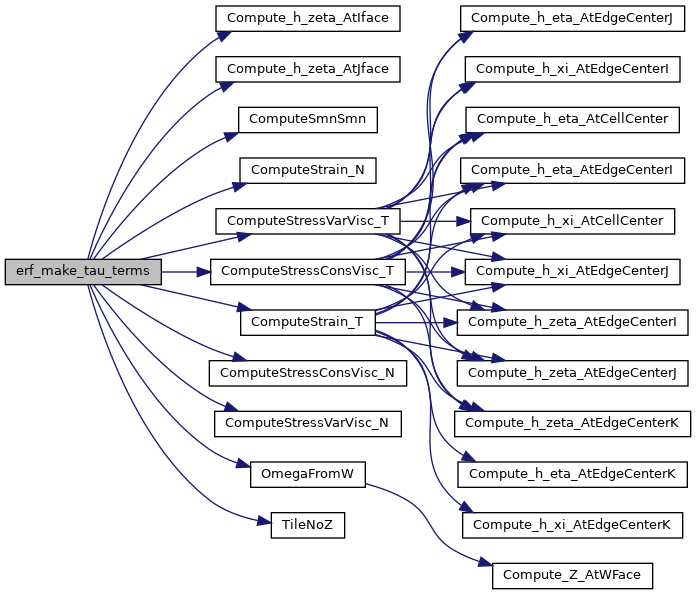 erf_make_tau_terms
Compute_h_zeta_AtIface
Compute_h_zeta_AtJface
ComputeSmnSmn
ComputeStrain_N
ComputeStressVarVisc_T
ComputeStressConsVisc_T
ComputeStrain_T
ComputeStressConsVisc_N
ComputeStressVarVisc_N
OmegaFromW
TileNoZ
Compute_h_eta_AtEdgeCenterJ
Compute_h_xi_AtEdgeCenterI
Compute_h_eta_AtCellCenter
Compute_h_eta_AtEdgeCenterI
Compute_h_xi_AtCellCenter
Compute_h_xi_AtEdgeCenterJ
Compute_h_zeta_AtEdgeCenterI
Compute_h_zeta_AtEdgeCenterJ
Compute_h_zeta_AtEdgeCenterK
Compute_h_eta_AtEdgeCenterK
Compute_h_xi_AtEdgeCenterK
Compute_Z_AtWFace